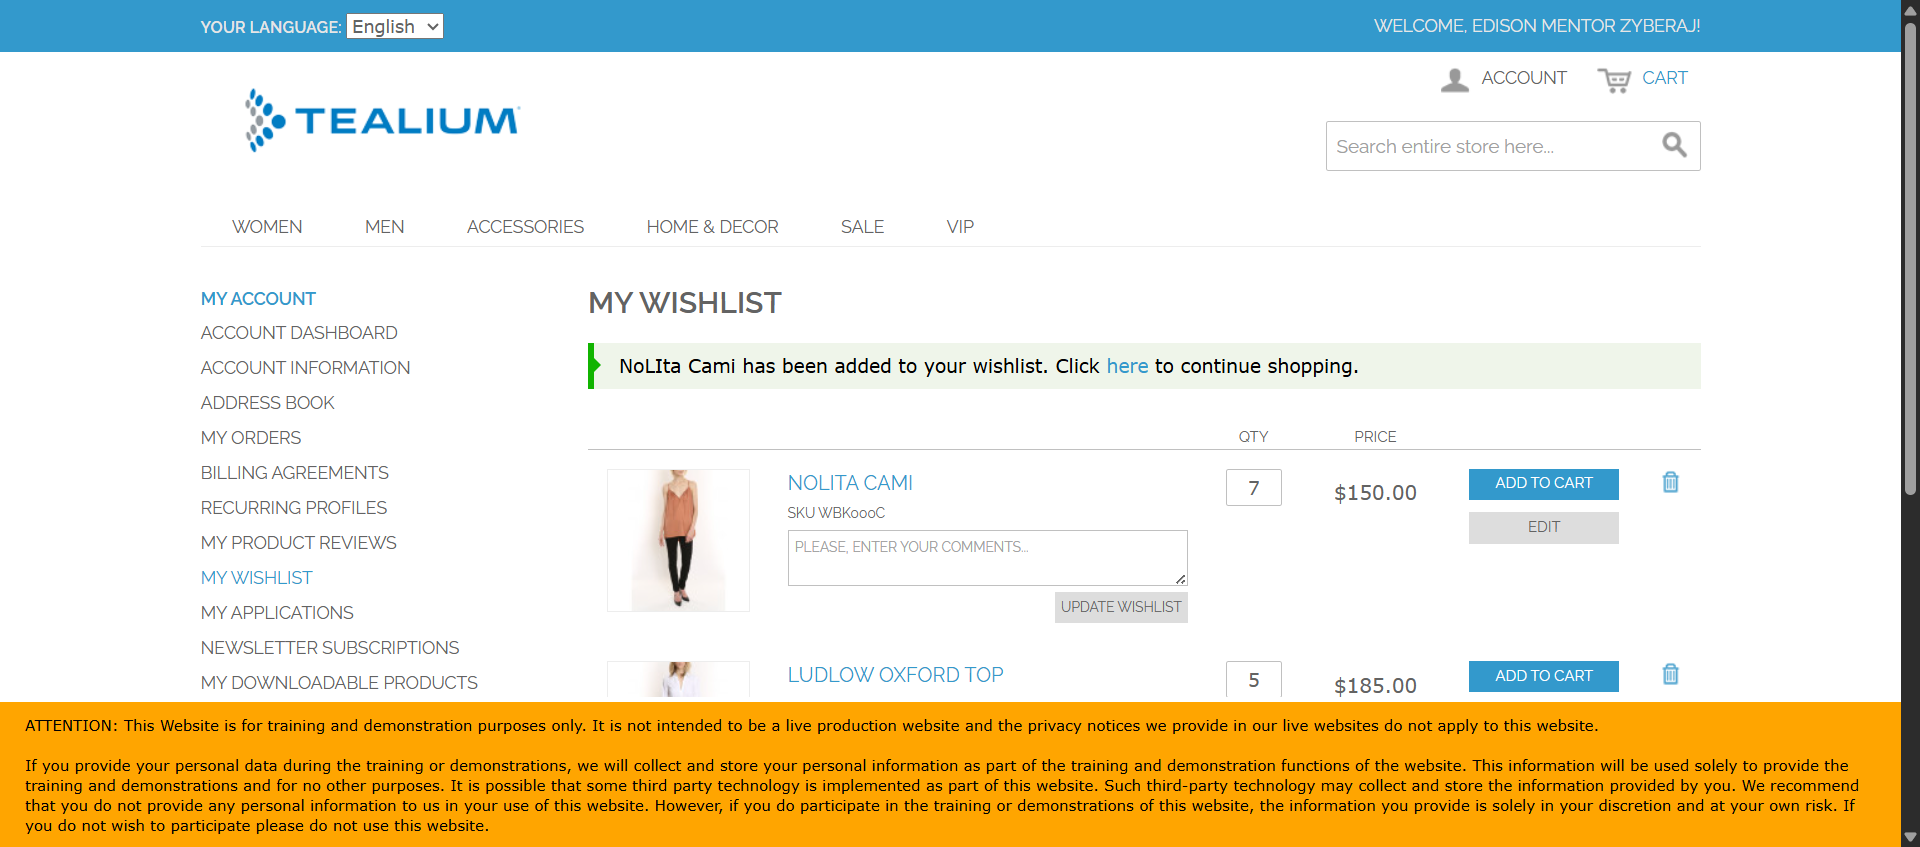 YOUR LANGUAGE: English
WELCOME, EDISON MENTOR ZYBERAJ!
ACCOUNT CART
TEALIUM
Search entire store here...
WOMEN MEN ACCESSORIES HOME & DECOR SALE VIP
MY ACCOUNT
ACCOUNT DASHBOARD
ACCOUNT INFORMATION
ADDRESS BOOK
MY ORDERS
BILLING AGREEMENTS
RECURRING PROFILES
MY PRODUCT REVIEWS
MY WISHLIST
MY APPLICATIONS
NEWSLETTER SUBSCRIPTIONS
MY DOWNLOADABLE PRODUCTS
MY WISHLIST
NoLIta Cami has been added to your wishlist. Click here to continue shopping.
QTY PRICE
NOLITA CAMI 7 $150.00 ADD TO CART
SKU WBK000C
EDIT
PLEASE, ENTER YOUR COMMENTS...
UPDATE WISHLIST
LUDLOW OXFORD TOP 5 $185.00 ADD TO CART
ATTENTION: This Website is for training and demonstration purposes only. It is not intended to be a live production website and the privacy notices we provide in our live websites do not apply to this website.
If you provide your personal data during the training or demonstrations, we will collect and store your personal information as part of the training and demonstration functions of the website. This information will be used solely to provide the
training and demonstrations and for no other purposes. It is possible that some third party technology is implemented as part of this website. Such third-party technology may collect and store the information provided by you. We recommend
that you do not provide any personal information to us in your use of this website. However, if you do participate in the training or demonstrations of this website, the information you provide is solely in your discretion and at your own risk. If
you do not wish to participate please do not use this website.